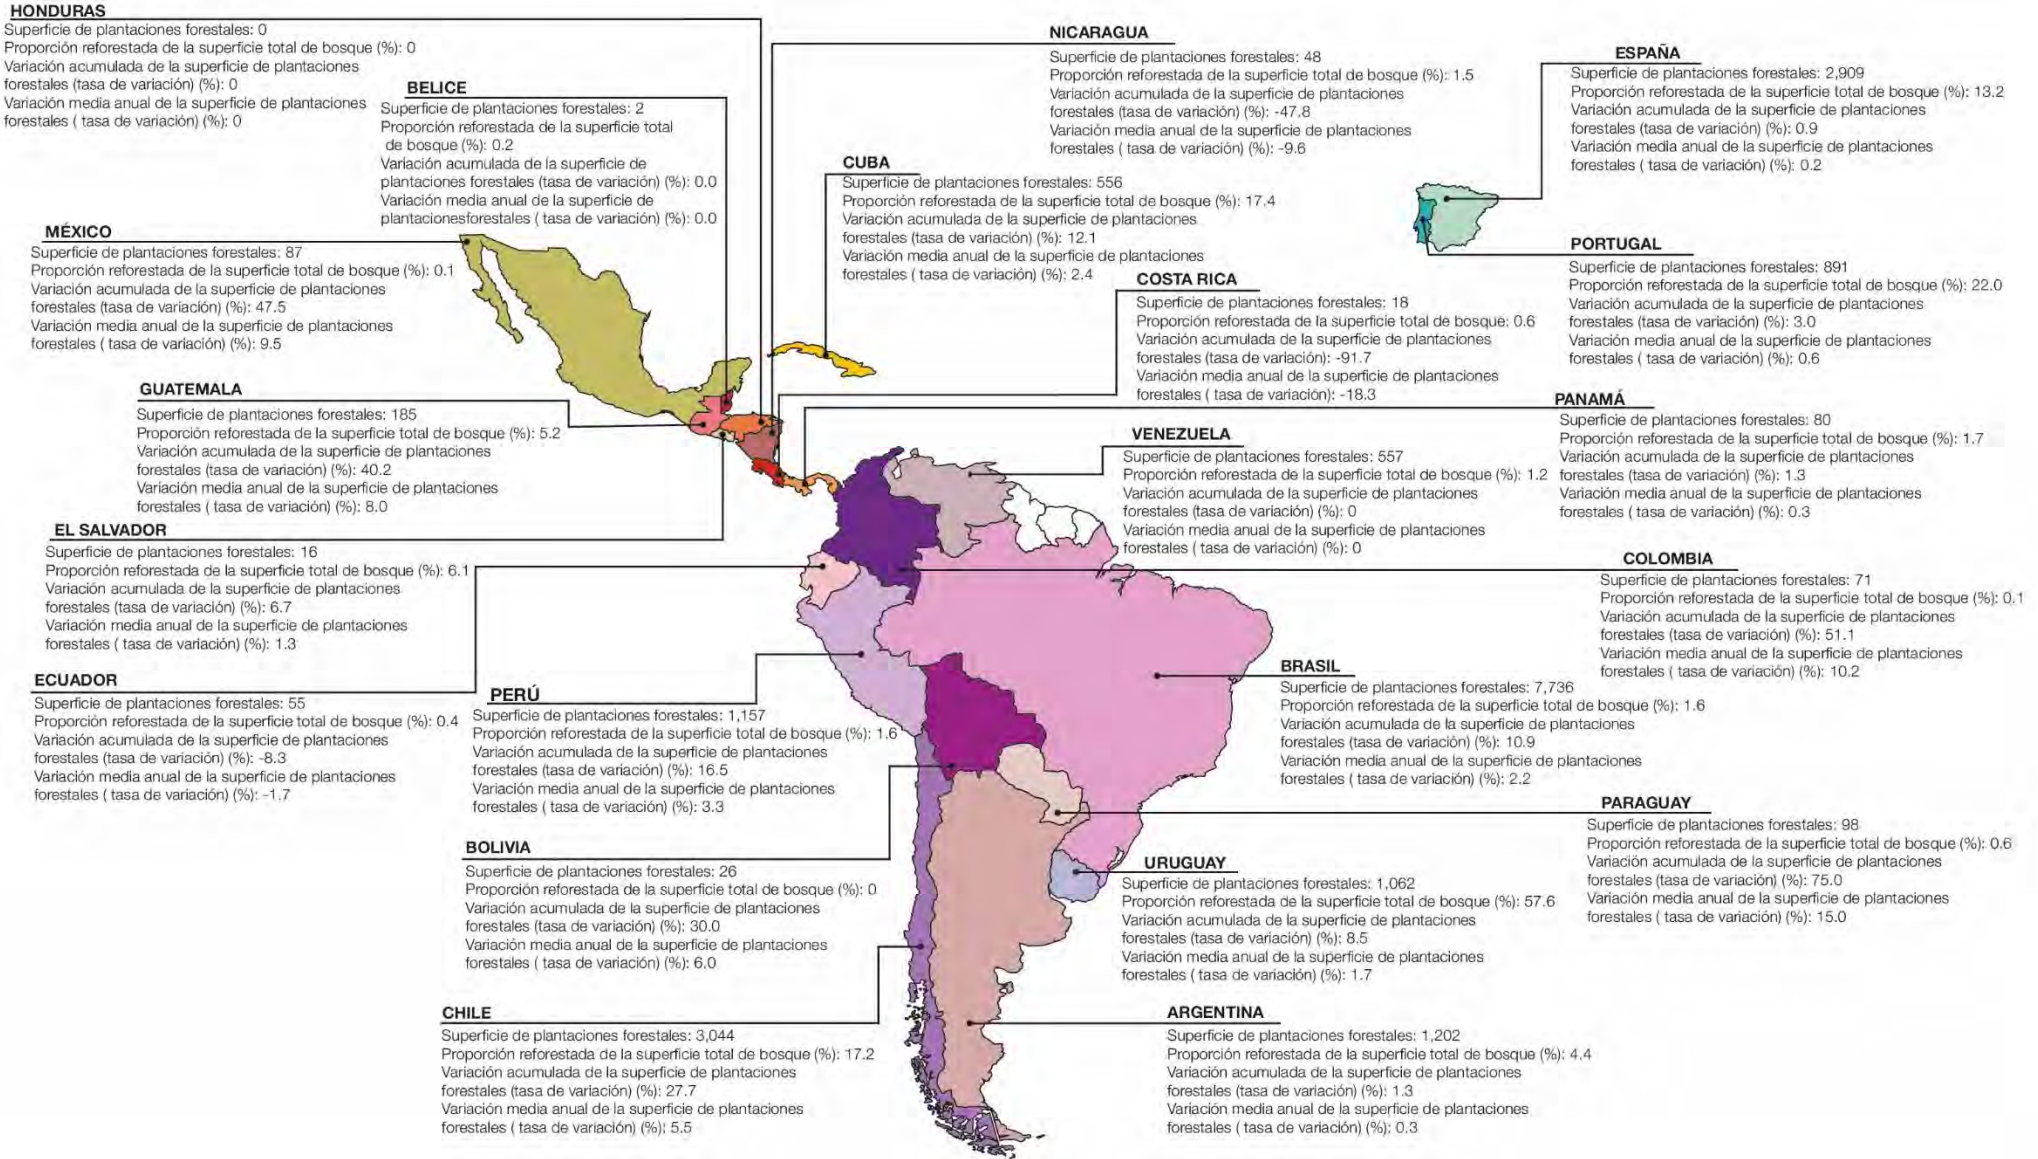 HONDURAS
Superficie de plantaciones forestales: 0
Proporción reforestada de la superficie total de bosque (%): 0
Variación acumulada de la superficie de plantaciones
forestales (tasa de variación) (%): 0
Variación media anual de la superficie de plantaciones
forestales ( tasa de variación) (%): 0
BELICE
Superficie de plantaciones forestales: 2
Proporción reforestada de la superficie total
de bosque (%): 0.2
Variación acumulada de la superficie de
plantaciones forestales (tasa de variación) (%): 0.0
Variación media anual de la superficie de
plantacionesforestales ( tasa de variación) (%): 0.0
NICARAGUA
Superficie de plantaciones forestales: 48
Proporción reforestada de la superficie total de bosque (%): 1.5
Variación acumulada de la superficie de plantaciones
forestales (tasa de variación) (%): -47.8
Variación media anual de la superficie de plantaciones
forestales ( tasa de variación) (%): -9.6
ESPAÑA
Superficie de plantaciones forestales: 2,909
Proporción reforestada de la superficie total de bosque (%): 13.2
Variación acumulada de la superficie de plantaciones
forestales (tasa de variación) (%): 0.9
Variación media anual de la superficie de plantaciones
forestales ( tasa de variación) (%): 0.2
CUBA
Superficie de plantaciones forestales: 556
Proporción reforestada de la superficie total de bosque (%): 17.4
Variación acumulada de la superficie de plantaciones
forestales (tasa de variación) (%): 12.1
Variación media anual de la superficie de plantaciones
forestales ( tasa de variación) (%): 2.4
MÉXICO
Superficie de plantaciones forestales: 87
Proporción reforestada de la superficie total de bosque (%): 0.1
Variación acumulada de la superficie de plantaciones
forestales (tasa de variación) (%): 47.5
Variación media anual de la superficie de plantaciones
forestales ( tasa de variación) (%): 9.5
PORTUGAL
Superficie de plantaciones forestales: 891
Proporción reforestada de la superficie total de bosque (%): 22.0
Variación acumulada de la superficie de plantaciones
forestales (tasa de variación) (%): 3.0
Variación media anual de la superficie de plantaciones
forestales ( tasa de variación) (%): 0.6
COSTA RICA
Superficie de plantaciones forestales: 18
Proporción reforestada de la superficie total de bosque: 0.6
Variación acumulada de la superficie de plantaciones
forestales (tasa de variación): -91.7
Variación media anual de la superficie de plantaciones
forestales ( tasa de variación): -18.3
GUATEMALA
Superficie de plantaciones forestales: 185
Proporción reforestada de la superficie total de bosque (%): 5.2
Variación acumulada de la superficie de plantaciones
forestales (tasa de variación) (%): 40.2
Variación media anual de la superficie de plantaciones
forestales ( tasa de variación) (%): 8.0
PANAMÁ
Superficie de plantaciones forestales: 80
Proporción reforestada de la superficie total de bosque (%): 1.7
Variación acumulada de la superficie de plantaciones
forestales (tasa de variación) (%): 1.3
Variación media anual de la superficie de plantaciones
forestales ( tasa de variación) (%): 0.3
VENEZUELA
Superficie de plantaciones forestales: 557
Proporción reforestada de la superficie total de bosque (%): 1.2
Variación acumulada de la superficie de plantaciones
forestales (tasa de variación) (%): 0
Variación media anual de la superficie de plantaciones
forestales ( tasa de variación) (%): 0
EL SALVADOR
Superficie de plantaciones forestales: 16
Proporción reforestada de la superficie total de bosque (%): 6.1
Variación acumulada de la superficie de plantaciones
forestales (tasa de variación) (%): 6.7
Variación media anual de la superficie de plantaciones
forestales ( tasa de variación) (%): 1.3
COLOMBIA
Superficie de plantaciones forestales: 71
Proporción reforestada de la superficie total de bosque (%): 0.1
Variación acumulada de la superficie de plantaciones
forestales (tasa de variación) (%): 51.1
Variación media anual de la superficie de plantaciones
forestales ( tasa de variación) (%): 10.2
ECUADOR
Superficie de plantaciones forestales: 55
Proporción reforestada de la superficie total de bosque (%): 0.4
Variación acumulada de la superficie de plantaciones
forestales (tasa de variación) (%): -8.3
Variación media anual de la superficie de plantaciones
forestales ( tasa de variación) (%): -1.7
PERÚ
Superficie de plantaciones forestales: 1,157
Proporción reforestada de la superficie total de bosque (%): 1.6
Variación acumulada de la superficie de plantaciones
forestales (tasa de variación) (%): 16.5
Variación media anual de la superficie de plantaciones
forestales ( tasa de variación) (%): 3.3
BRASIL
Superficie de plantaciones forestales: 7,736
Proporción reforestada de la superficie total de bosque (%): 1.6
Variación acumulada de la superficie de plantaciones
forestales (tasa de variación) (%): 10.9
Variación media anual de la superficie de plantaciones
forestales ( tasa de variación) (%): 2.2
PARAGUAY
Superficie de plantaciones forestales: 98
Proporción reforestada de la superficie total de bosque (%): 0.6
Variación acumulada de la superficie de plantaciones
forestales (tasa de variación) (%): 75.0
Variación media anual de la superficie de plantaciones
forestales ( tasa de variación) (%): 15.0
BOLIVIA
Superficie de plantaciones forestales: 26
Proporción reforestada de la superficie total de bosque (%): 0
Variación acumulada de la superficie de plantaciones
forestales (tasa de variación) (%): 30.0
Variación media anual de la superficie de plantaciones
forestales ( tasa de variación) (%): 6.0
URUGUAY
Superficie de plantaciones forestales: 1,062
Proporción reforestada de la superficie total de bosque (%): 57.6
Variación acumulada de la superficie de plantaciones
forestales (tasa de variación) (%): 8.5
Variación media anual de la superficie de plantaciones
forestales ( tasa de variación) (%): 1.7
CHILE
Superficie de plantaciones forestales: 3,044
Proporción reforestada de la superficie total de bosque (%): 17.2
Variación acumulada de la superficie de plantaciones
forestales (tasa de variación) (%): 27.7
Variación media anual de la superficie de plantaciones
forestales ( tasa de variación) (%): 5.5
ARGENTINA
Superficie de plantaciones forestales: 1,202
Proporción reforestada de la superficie total de bosque (%): 4.4
Variación acumulada de la superficie de plantaciones
forestales (tasa de variación) (%): 1.3
Variación media anual de la superficie de plantaciones
forestales ( tasa de variación) (%): 0.3